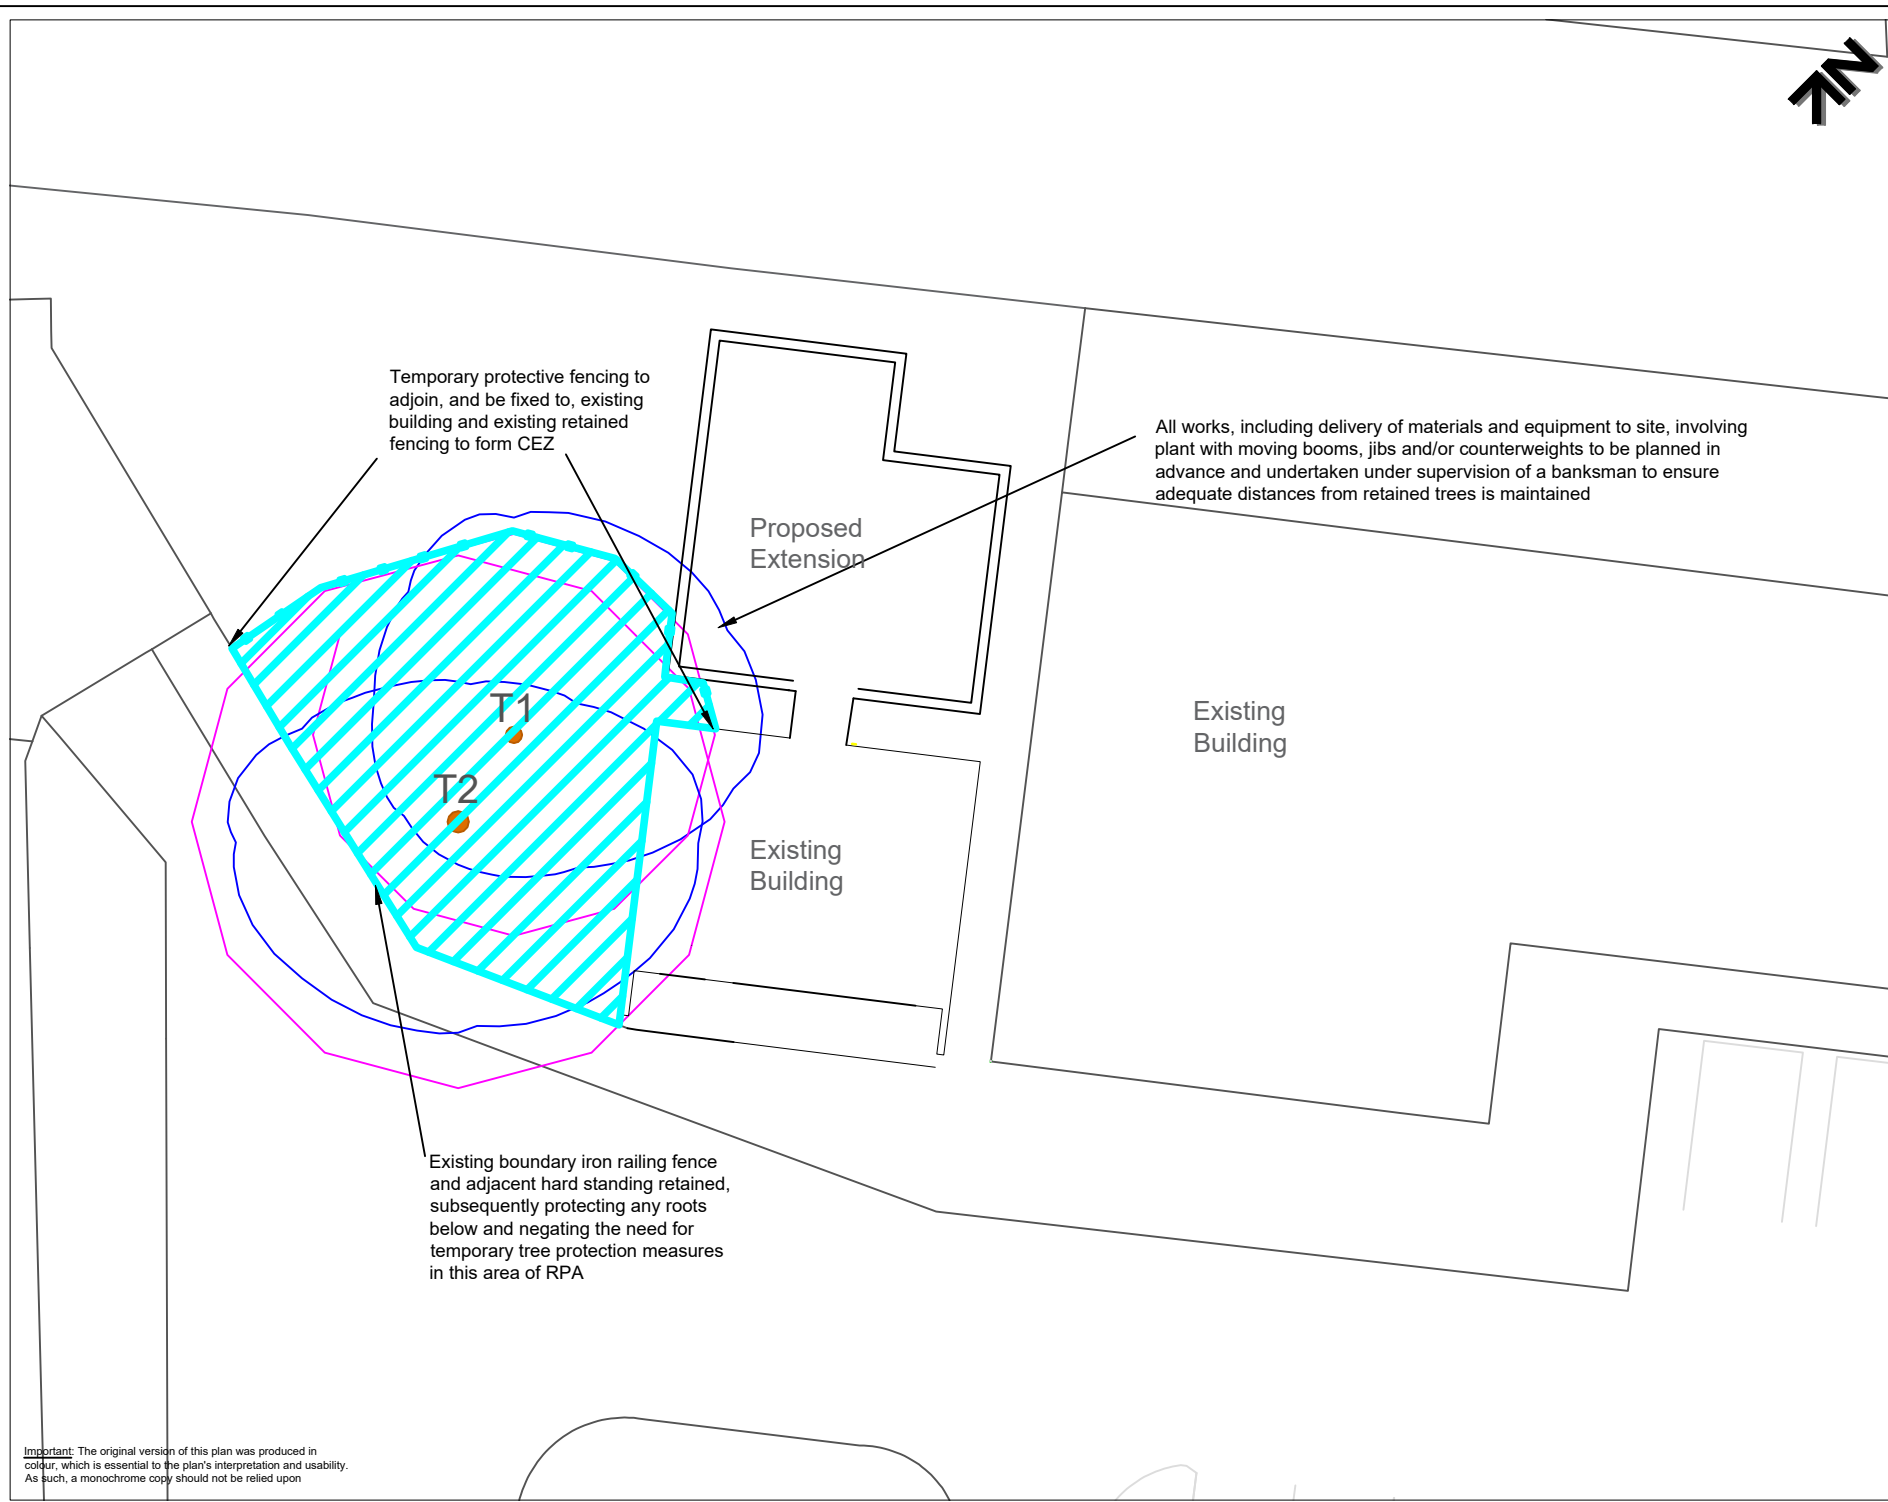 N
Temporary protective fencing to
adjoin, and be fixed to, existing
building and existing retained
fencing to form CEZ
All works, including delivery of materials and equipment to site, involving
plant with moving booms, jibs and/or counterweights to be planned in
advance and undertaken under supervision of a banksman to ensure
adequate distances from retained trees is maintained
Proposed
Extension
T1
T2
Existing
Building
Existing
Building
Existing boundary iron railing fence
and adjacent hard standing retained,
subsequently protecting any roots
below and negating the need for
temporary tree protection measures
in this area of RPA
Important: The original version of this plan was produced in
colour, which is essential to the plan's interpretation and usability.
As such, a monochrome copy should not be relied upon